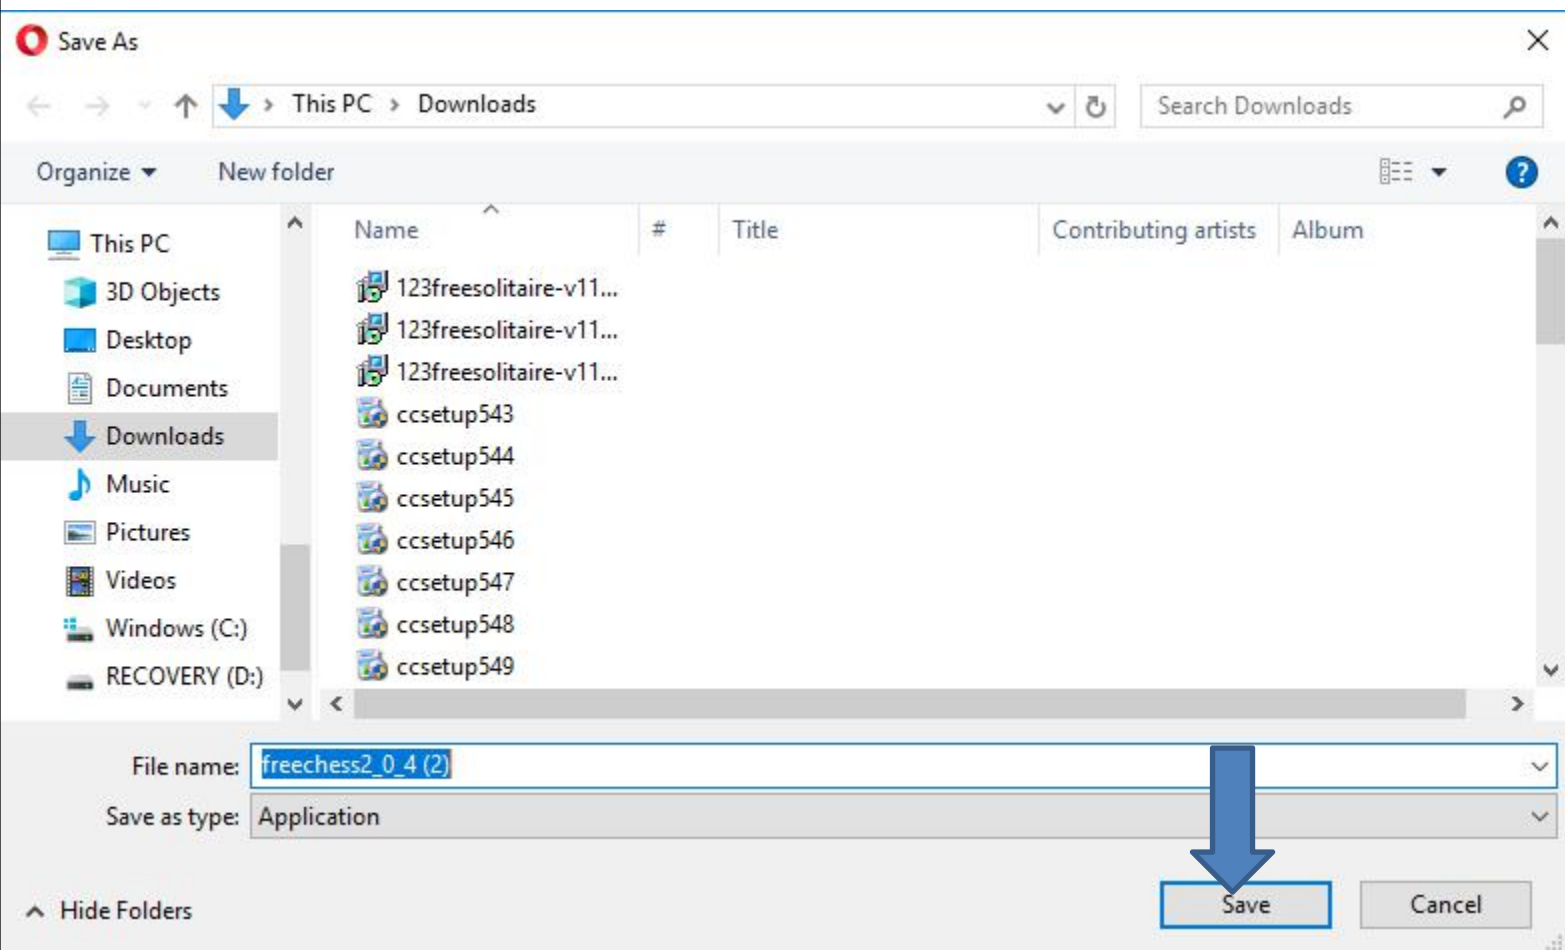 Save As
This PC > Downloads
Search Downloads
Organize
New folder
?
This PC
3D Objects
Desktop
Documents
Downloads
Music
Pictures
Videos
Windows (C:)
RECOVERY (D:)
Name # Title Contributing artists Album
123freesolitaire-v11...
123freesolitaire-v11...
123freesolitaire-v11...
ccsetup543
ccsetup544
ccsetup545
ccsetup546
ccsetup547
ccsetup548
ccsetup549
File name: freechess2_0_4 (2)
Save as type: Application
Hide Folders
Save
Cancel